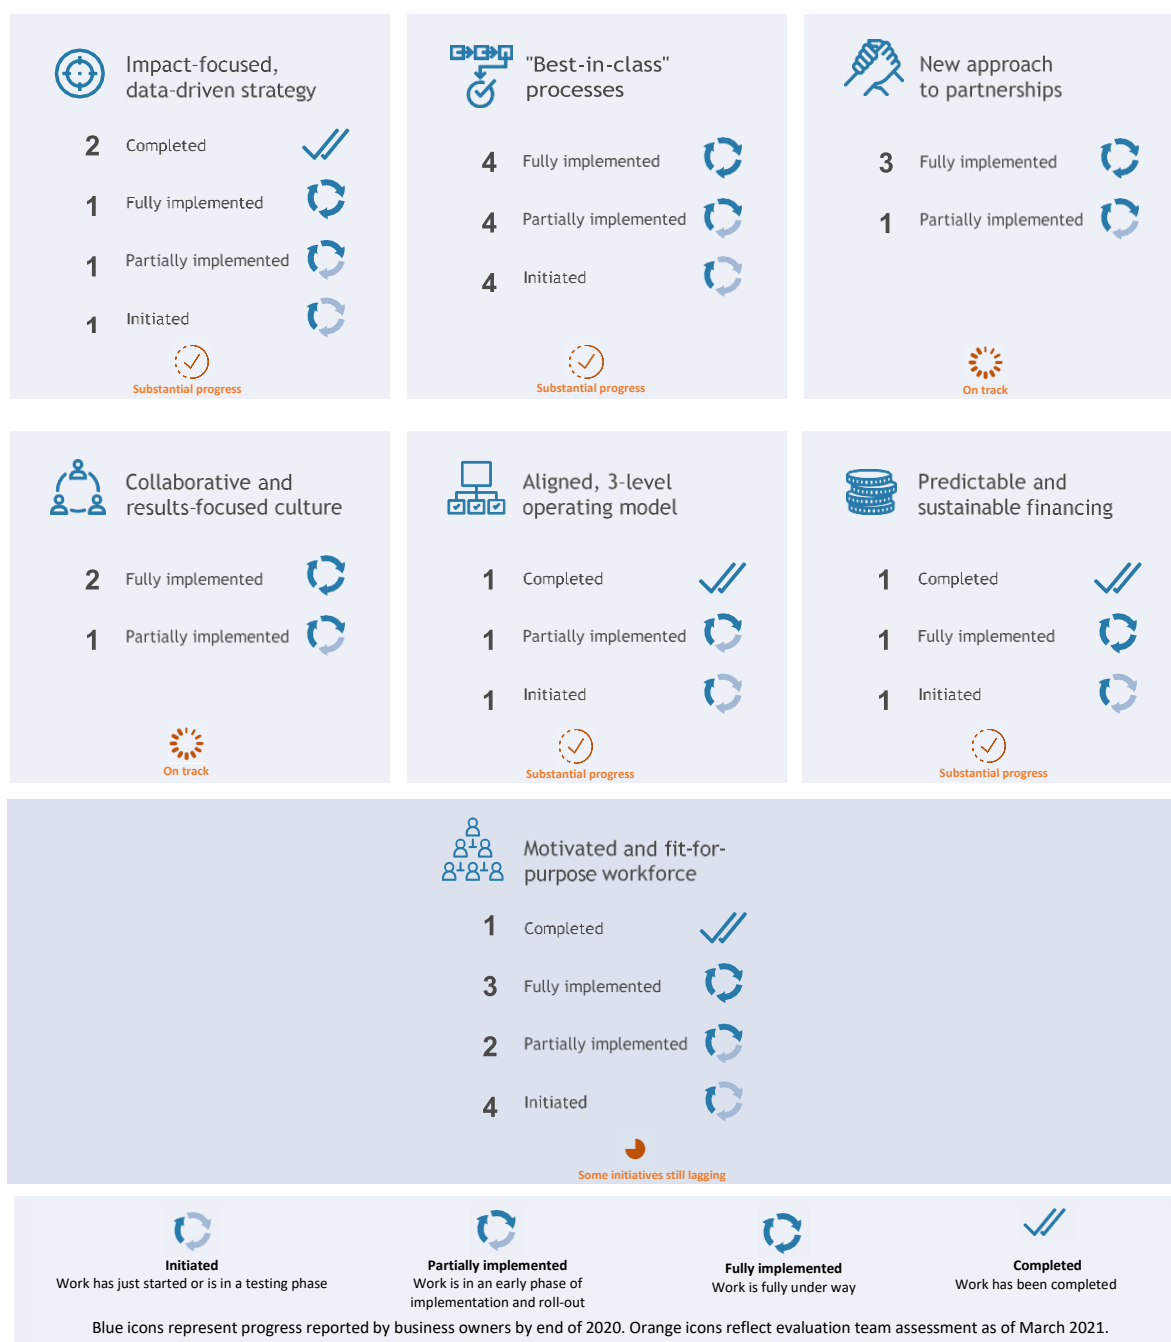 Impact-focused,
data-driven strategy
2 Completed
1 Fully implemented
1 Partially implemented
1 Initiated
Substantial progress
"Best-in-class"
processes
4 Fully implemented
4 Partially implemented
4 Initiated
Substantial progress
New approach
to partnerships
3 Fully implemented
1 Partially implemented
On track
Collaborative and
results-focused culture
2 Fully implemented
1 Partially implemented
On track
Aligned, 3-level
operating model
1 Completed
1 Partially implemented
1 Initiated
Substantial progress
Predictable and
sustainable financing
1 Completed
1 Fully implemented
1 Initiated
Substantial progress
Motivated and fit-for-
purpose workforce
1 Completed
3 Fully implemented
2 Partially implemented
4 Initiated
Some initiatives still lagging
Initiated
Work has just started or is in a testing phase
Partially implemented
Work is in an early phase of
implementation and roll-out
Fully implemented
Work is fully under way
Completed
Work has been completed
Blue icons represent progress reported by business owners by end of 2020. Orange icons reflect evaluation team assessment as of March 2021.